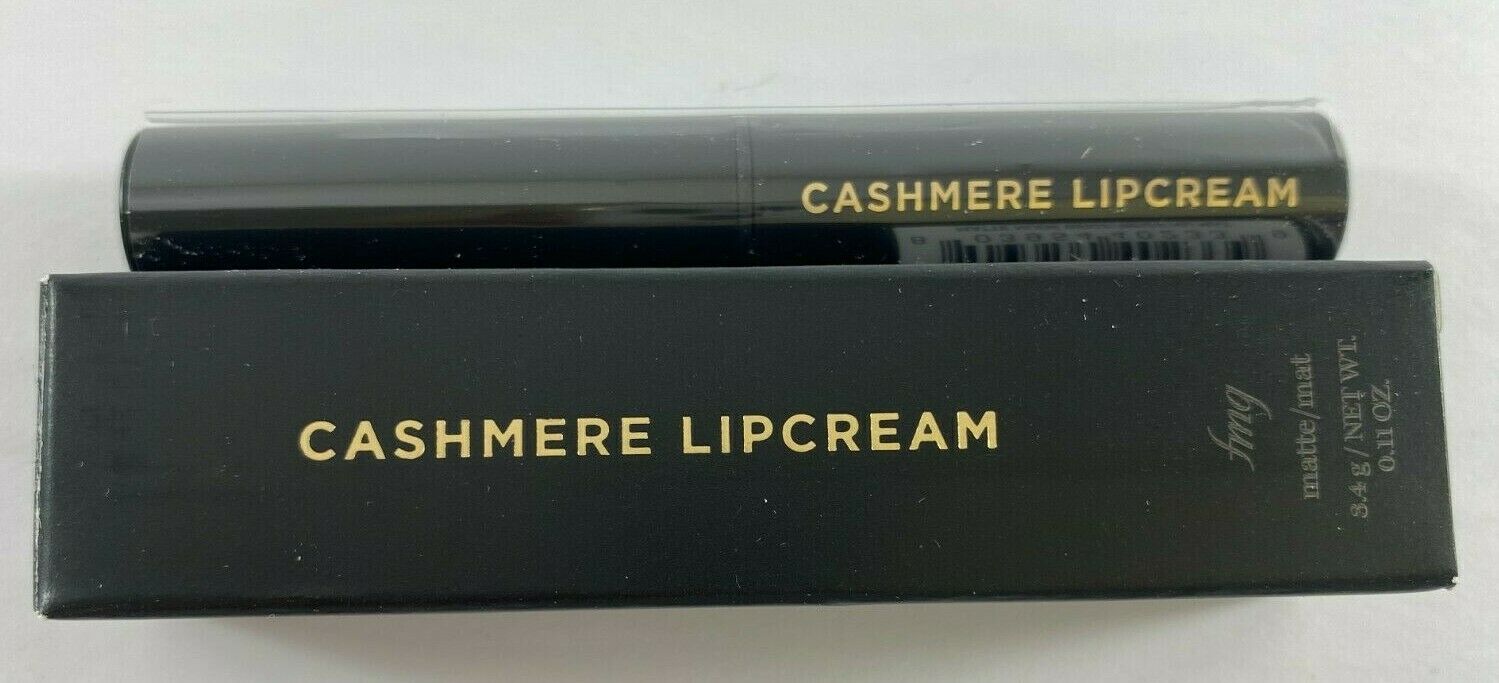 CASHMERE LIPCREAM
CASHMERE LIPCREAM
fmg
matte/mat
3.4 g / NET WT.
0.11 OZ.